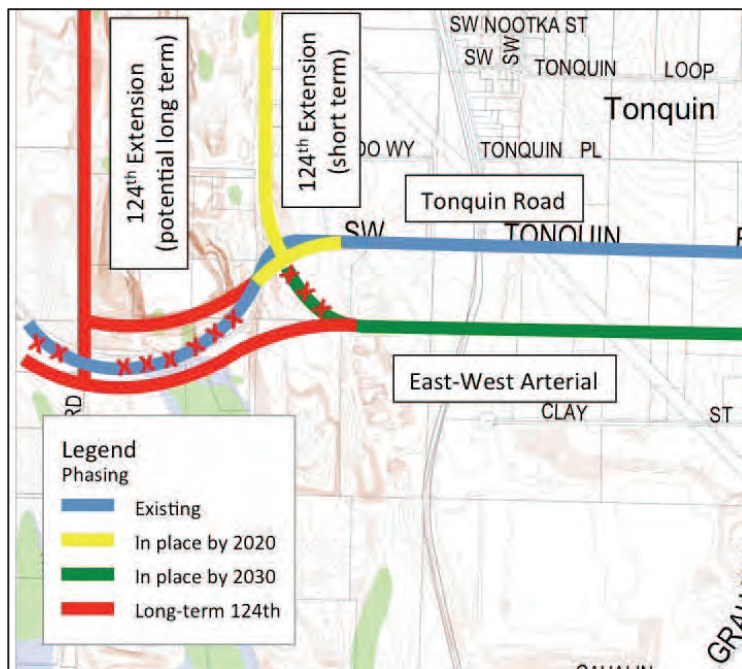 SW NOOTKA ST
SW
SW
TONQUIN LOOP
Tonquin
124th Extension
(potential long term)
124th Extension
(short term)
DO WY
TONQUIN PL
Tonquin Road
SW TONQUIN
East-West Arterial
RD
CLAY ST
Legend
Phasing
Existing
In place by 2020
In place by 2030
Long-term 124th